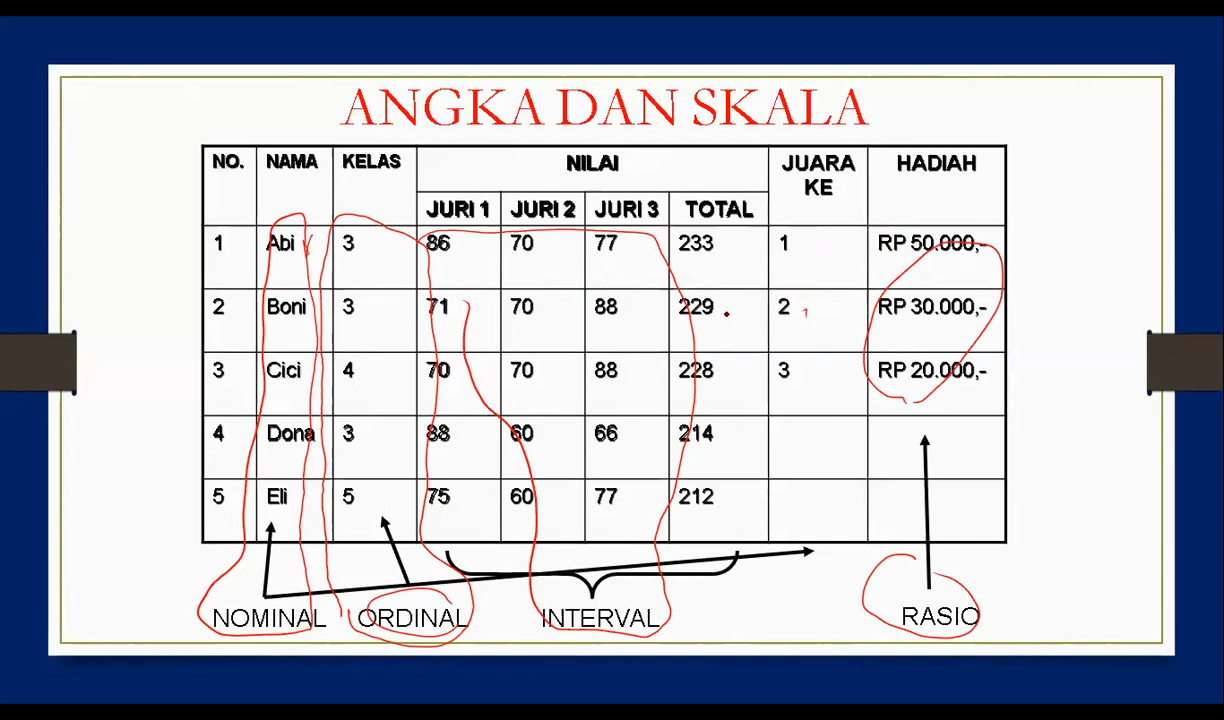 ANGKA DAN SKALA
NO. NAMA KELAS NILAI JUARA KE HADIAH
JURI 1 JURI 2 JURI 3 TOTAL
1 Abi 3 86 70 77 233 1 RP 50.000,-
2 Boni 3 71 70 88 229 2 RP 30.000,-
3 Cici 4 70 70 88 228 3 RP 20.000,-
4 Dona 3 88 60 66 214
5 Eli 5 75 60 77 212
NOMINAL ORDINAL INTERVAL RASIO